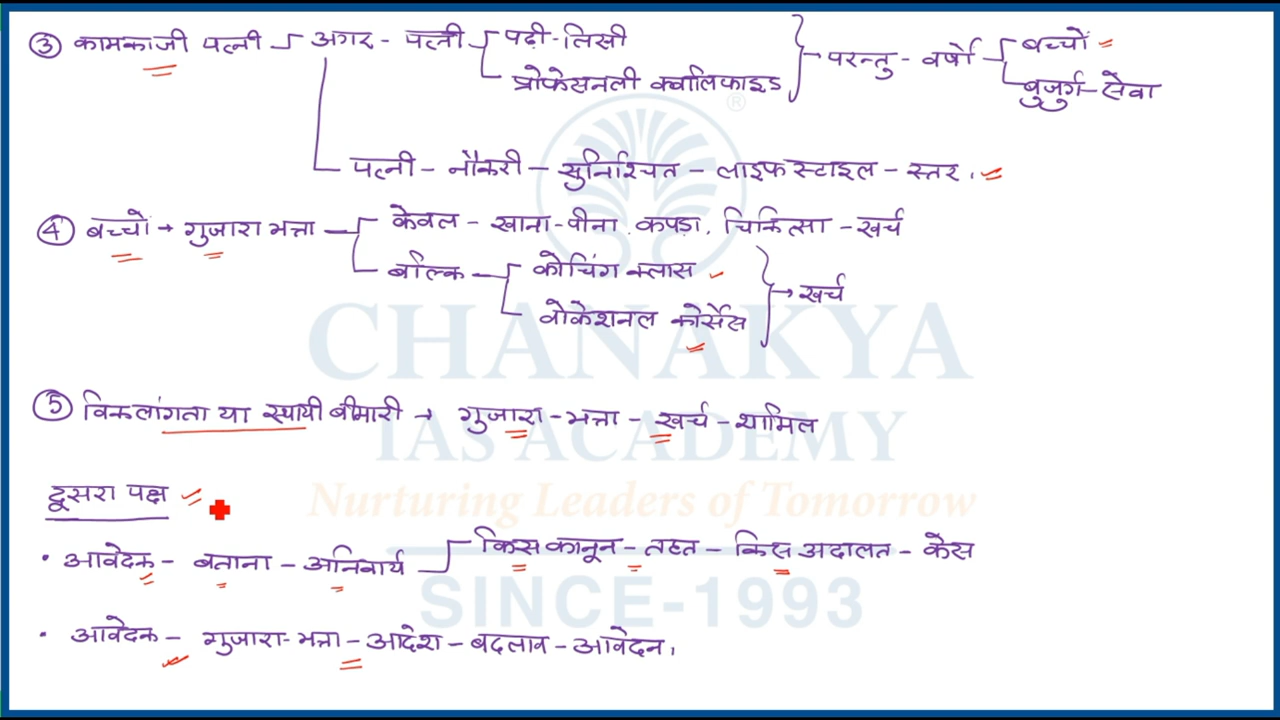 ③ कामकाजी पत्नी अगर - पत्नी पढ़ी-लिखी
प्रोफेसनली क्वालिफाइड → परन्तु - वर्षो बच्चों
बुजुर्ग-सेवा
पत्नी - नौकरी - सुनिश्चित - लाइफ स्टाइल - स्तर।
④ बच्चों → गुजारा भत्ता केवल - खाना-पीना, कपड़ा, चिकित्सा - खर्च
बल्कि कोचिंग क्लास
वोकेशनल कोर्सेस → खर्च
CHANAKYA
⑤ विकलांगता या स्थायी बीमारी → गुजारा-भत्ता - खर्च - शामिल
IAS ACADEMY
दूसरा पक्ष
Nurturing Leaders of Tomorrow
• आवेदक - बताना - अनिवार्य किस कानून - तहत - किस अदालत - केस
SINCE-1993
• आवेदक - गुजारा-भत्ता - आदेश - बदलाव - आवेदन।
®